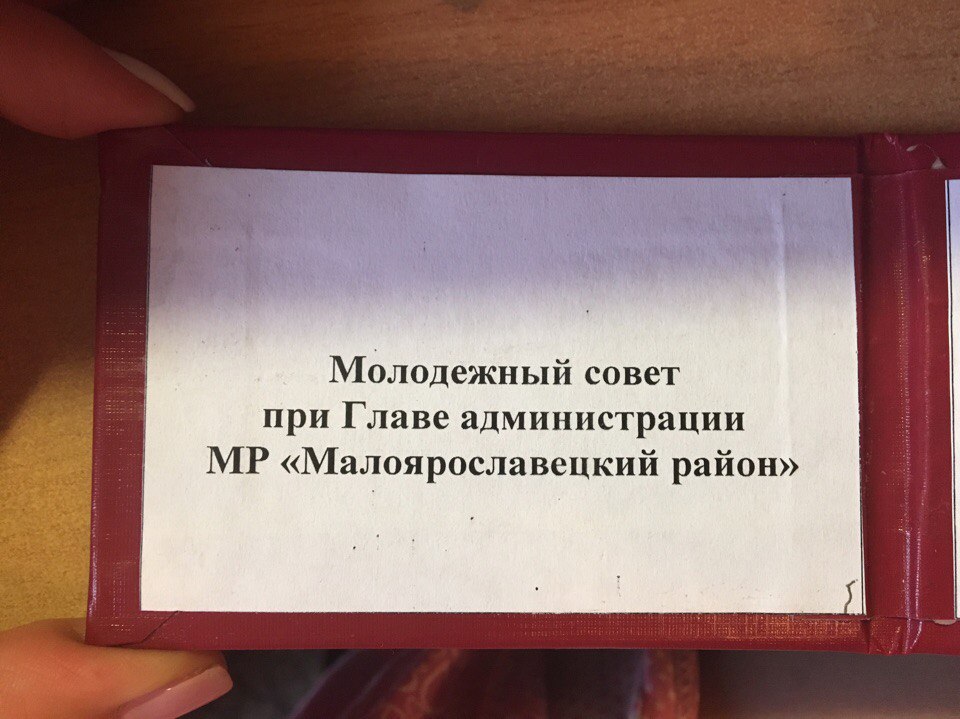 Молодежный совет
при Главе администрации
МР «Малоярославецкий район»